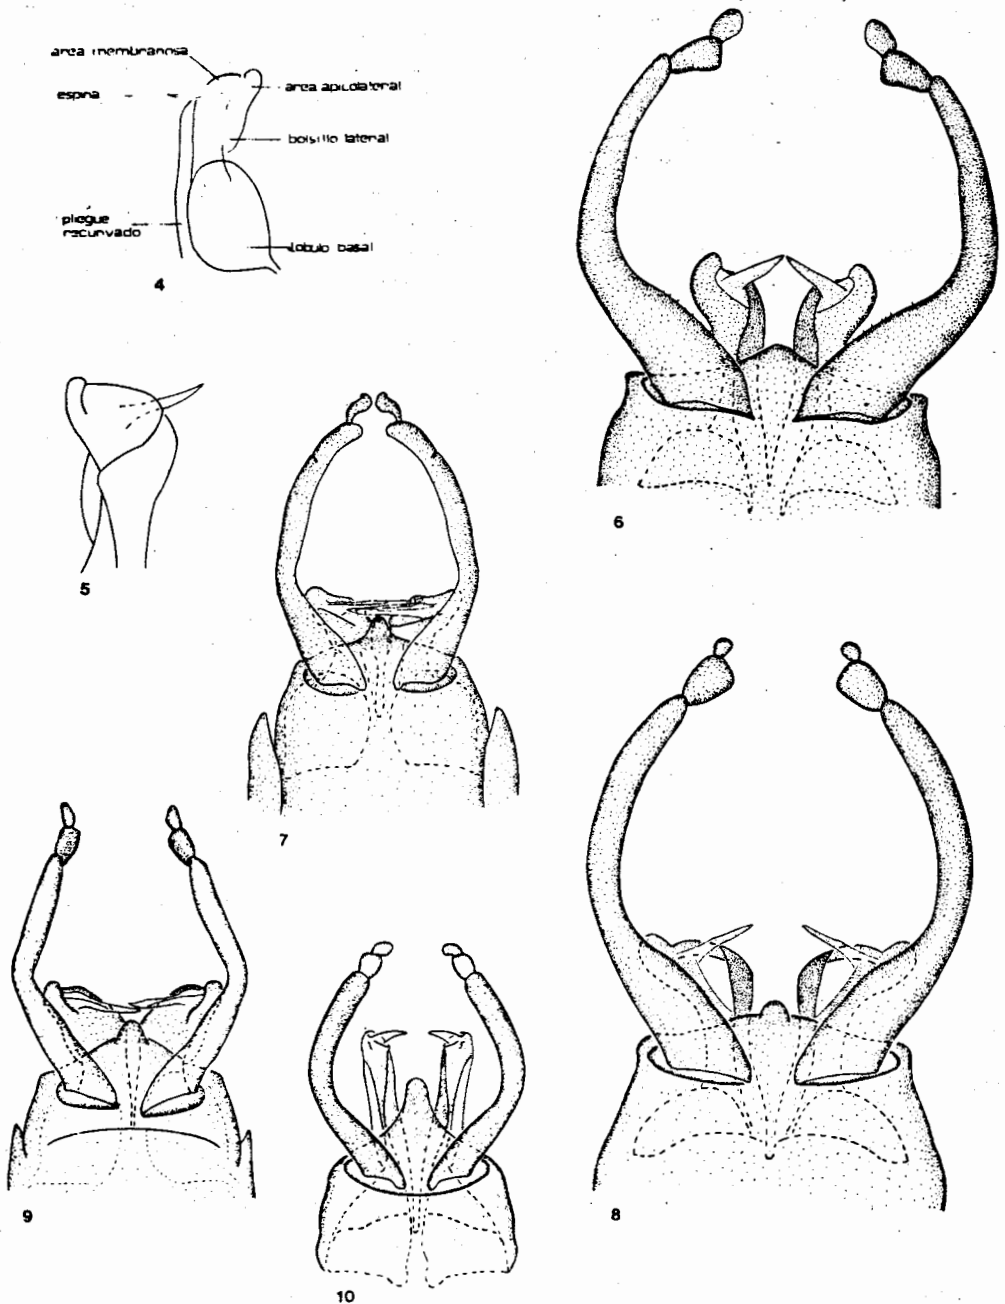 area membranosa
espina
area apicolateral
bolsillo lateral
pliegue
recurvado
lobulo basal
4
5
6
7
8
9
10